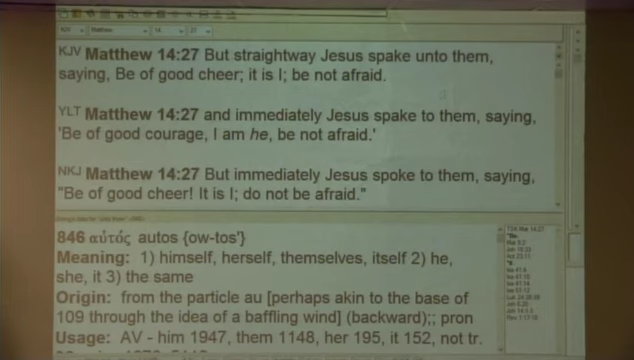 KJV Matthew 14:27 But straightway Jesus spake unto them,
saying, Be of good cheer; it is I; be not afraid.
YLT Matthew 14:27 and immediately Jesus spake to them, saying,
'Be of good courage, I am he, be not afraid.'
NKJ Matthew 14:27 But immediately Jesus spoke to them, saying,
"Be of good cheer! It is I; do not be afraid."
846 αὐτός autos {ow-tos'}
Meaning: 1) himself, herself, themselves, itself 2) he,
she, it 3) the same
Origin: from the particle au [perhaps akin to the base of
109 through the idea of a baffling wind] (backward);; pron
Usage: AV - him 1947, them 1148, her 195, it 152, not tr.